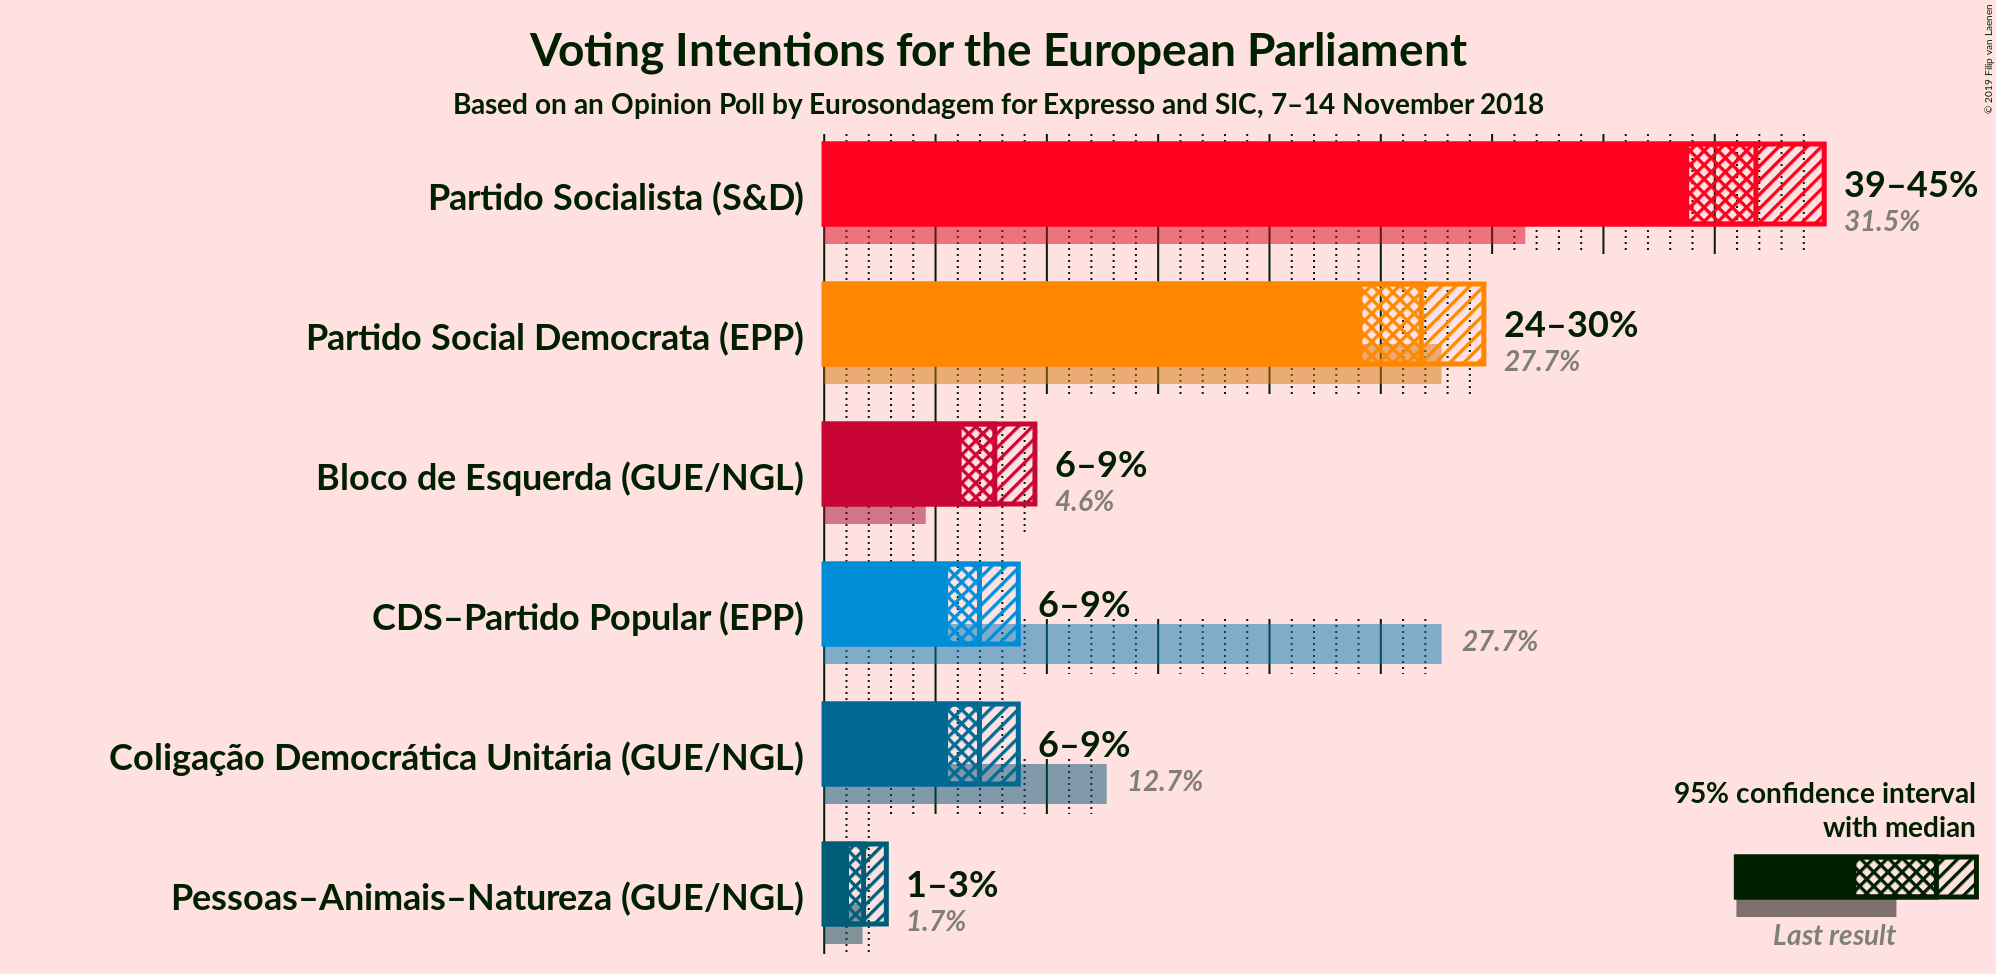 Voting Intentions for the European Parliament
Based on an Opinion Poll by Eurosondagem for Expresso and SIC, 7–14 November 2018
© 2019 Filip van Laenen
Partido Socialista (S&D)
39–45%
31.5%
Partido Social Democrata (EPP)
24–30%
27.7%
Bloco de Esquerda (GUE/NGL)
6–9%
4.6%
CDS–Partido Popular (EPP)
6–9%
27.7%
Coligação Democrática Unitária (GUE/NGL)
6–9%
12.7%
Pessoas–Animais–Natureza (GUE/NGL)
1–3%
1.7%
95% confidence interval
with median
Last result